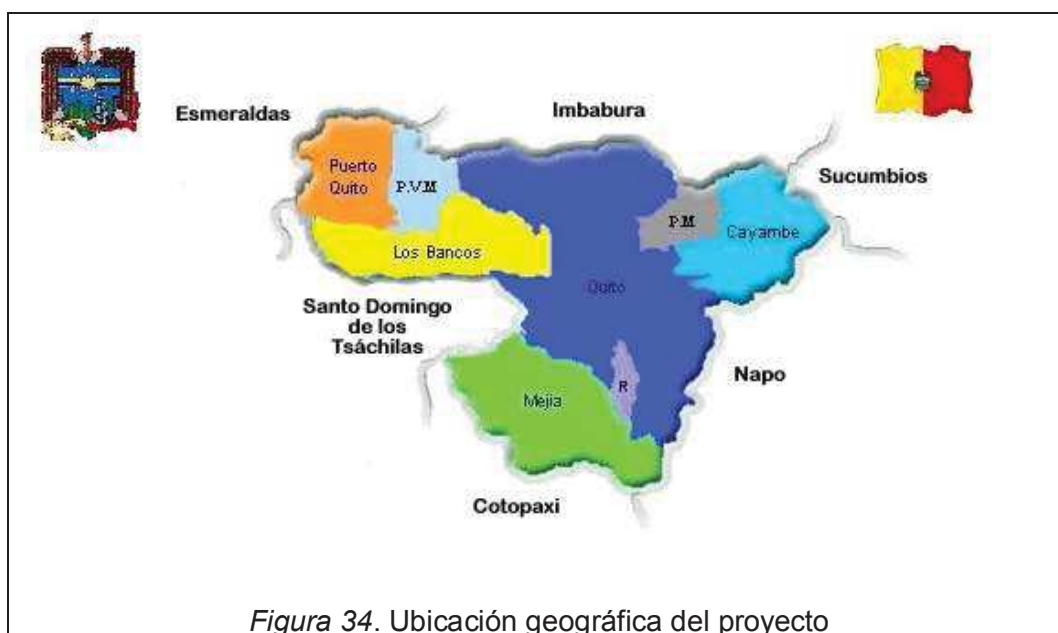 Esmeraldas
Imbabura
Sucumbios
Puerto
Quito
P.V.M
P.M
Cayambe
Los Bancos
Quito
Santo Domingo
de los
Tsáchilas
Napo
Mejia
R
Cotopaxi
Figura 34. Ubicación geográfica del proyecto